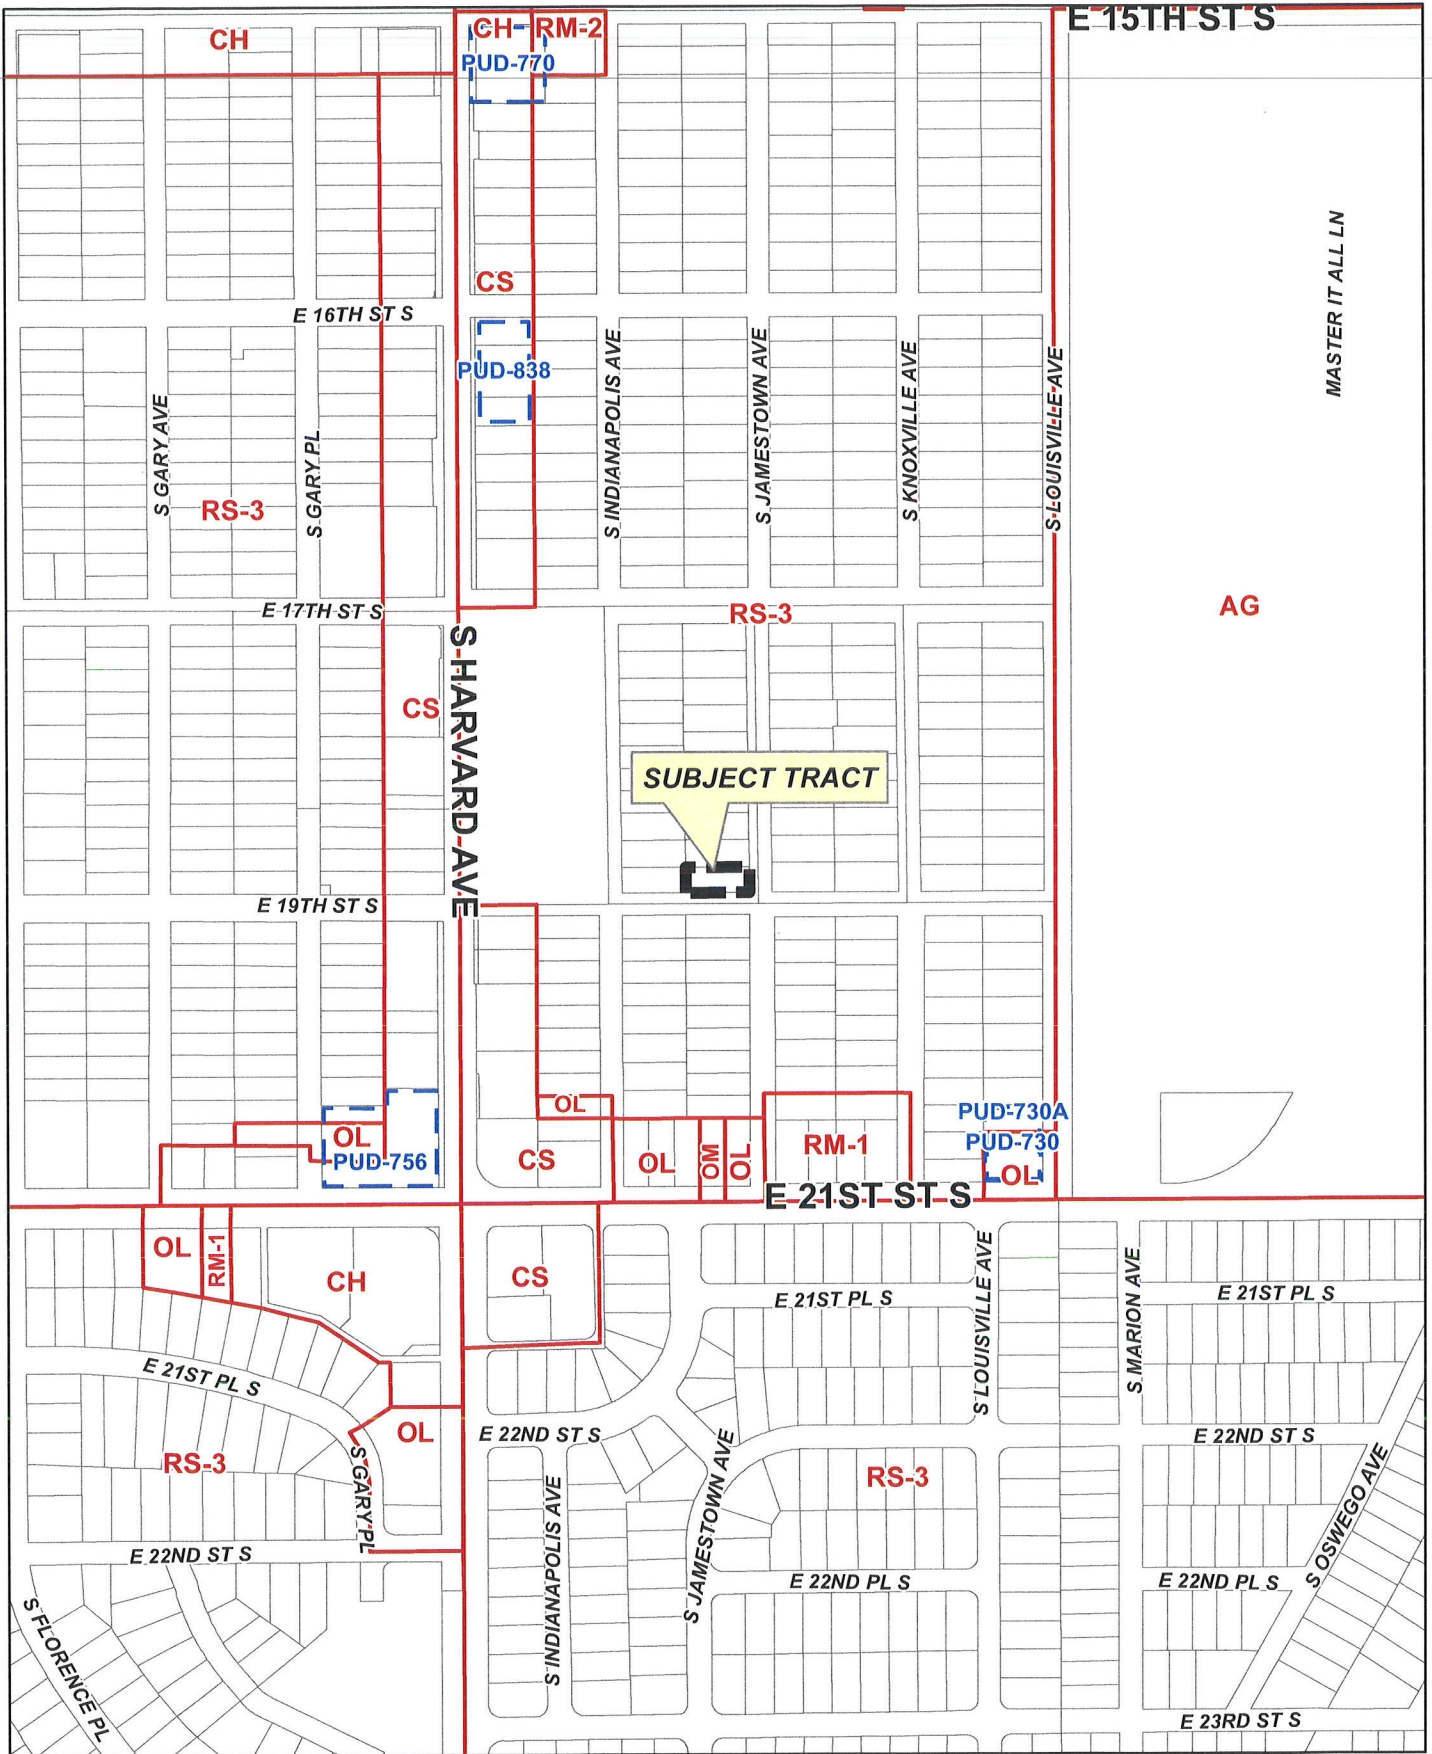 E 15TH ST S
CH
CH
RM-2
PUD-770
MASTER IT ALL LN
CS
E 16TH ST S
PUD-838
S GARY AVE
S GARY PL
S INDIANAPOLIS AVE
S JAMESTOWN AVE
S KNOXVILLE AVE
S LOUISVILLE AVE
RS-3
E 17TH ST S
RS-3
AG
S HARVARD AVE
CS
SUBJECT TRACT
E 19TH ST S
OL
PUD-730A
OL
PUD-756
CS
OL
OM
OL
RM-1
PUD-730
OL
E 21ST ST S
OL
RM-1
CH
CS
E 21ST PL S
S LOUISVILLE AVE
S MARION AVE
E 21ST PL S
E 21ST PL S
OL
E 22ND ST S
E 22ND ST S
RS-3
S GARY PL
RS-3
S JAMESTOWN AVE
S INDIANAPOLIS AVE
S OSWEGO AVE
E 22ND ST S
E 22ND PL S
E 22ND PL S
S FLORENCE PL
E 23RD ST S